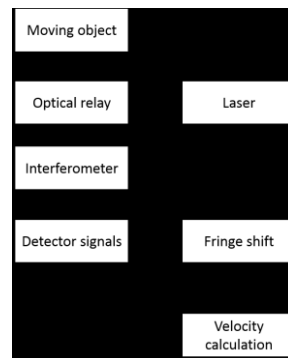 Moving object
Optical relay
Laser
Interferometer
Detector signals
Fringe shift
Velocity
calculation